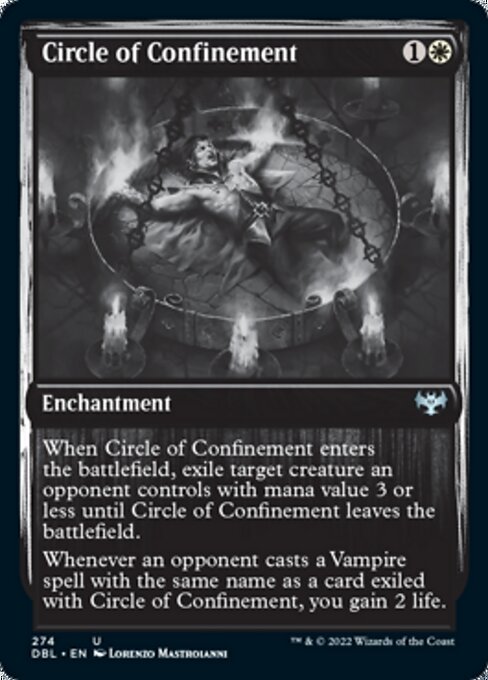 Circle of Confinement 1
Enchantment
When Circle of Confinement enters
the battlefield, exile target creature an
opponent controls with mana value 3 or
less until Circle of Confinement leaves the
battlefield.
Whenever an opponent casts a Vampire
spell with the same name as a card exiled
with Circle of Confinement, you gain 2 life.
274 U
DBL • EN Lorenzo Mastroianni
™ & © 2022 Wizards of the Coast